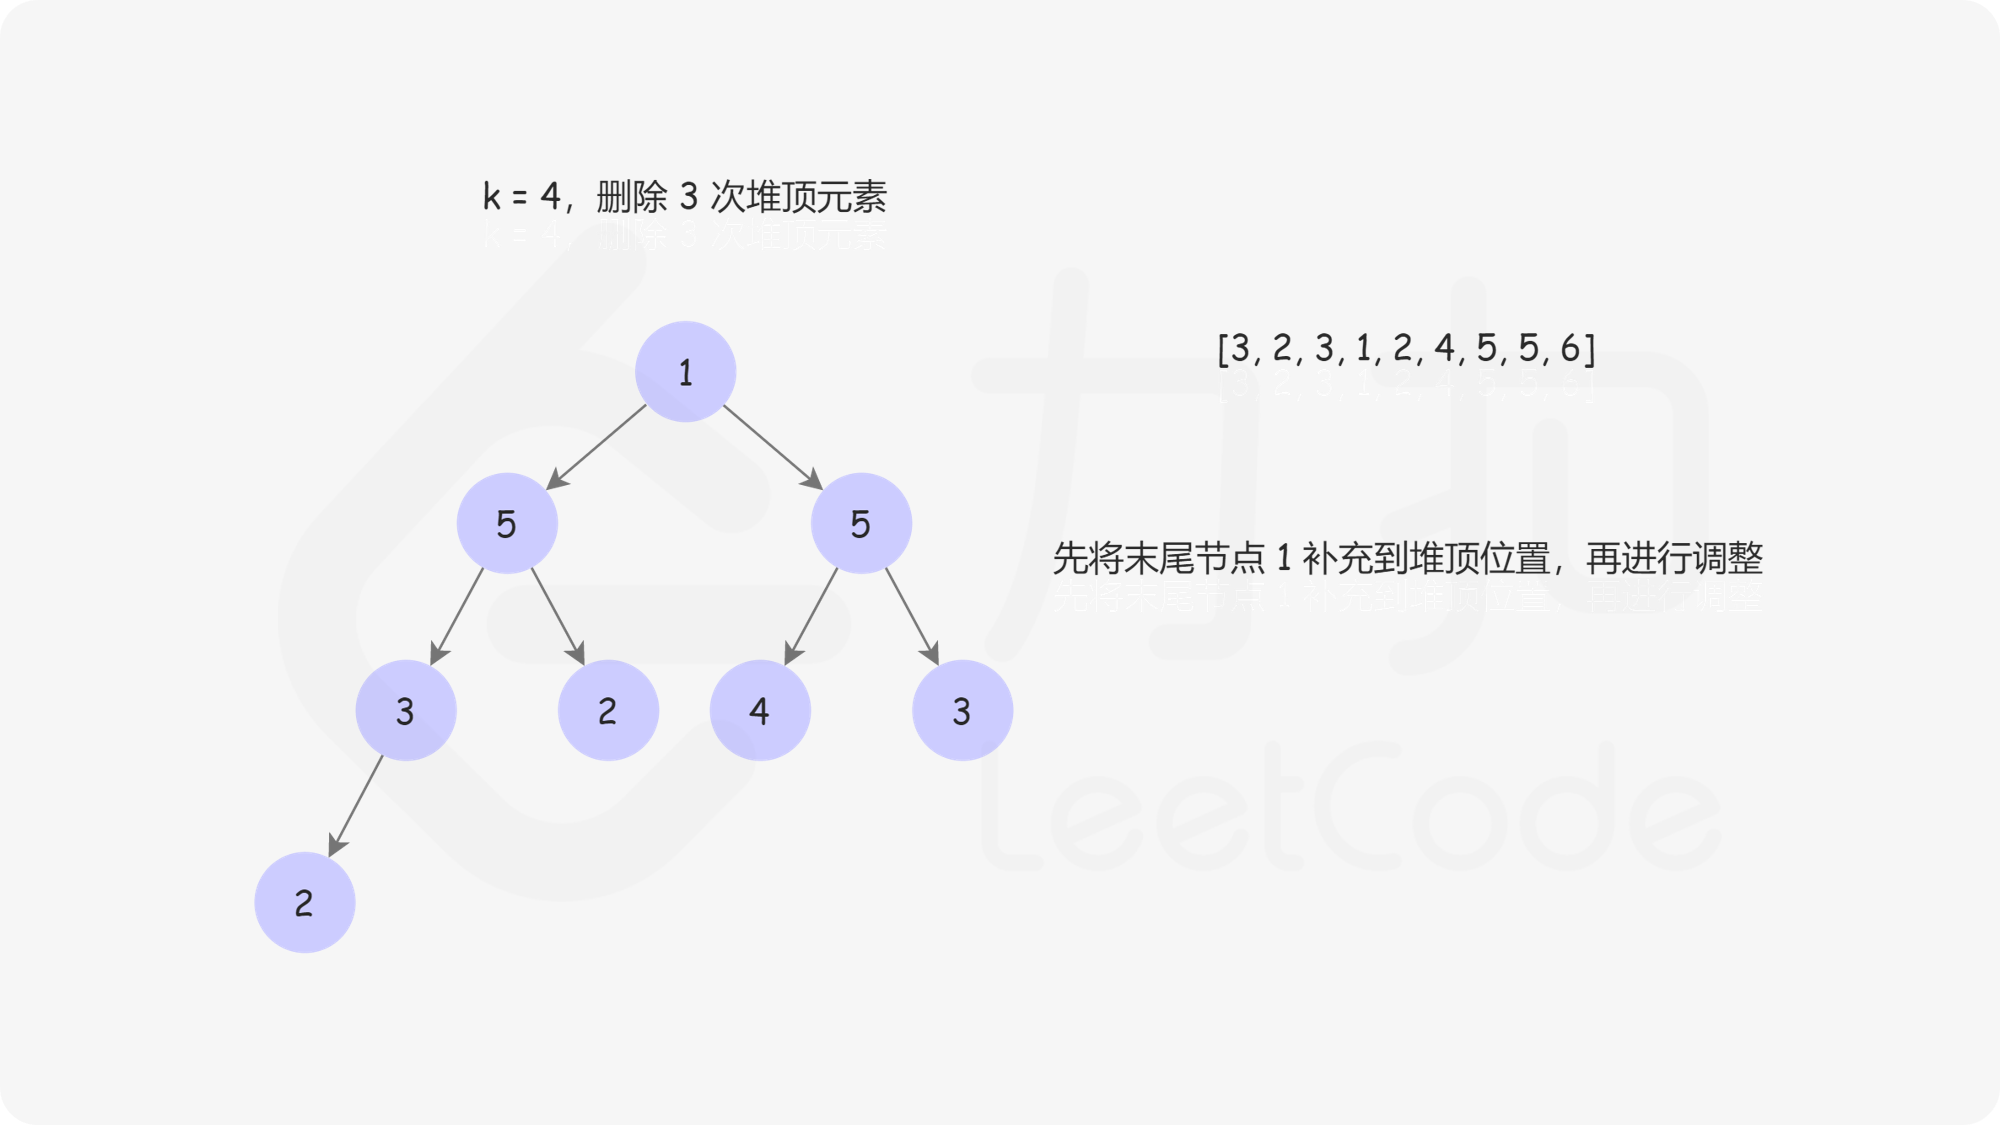 k = 4，删除 3 次堆顶元素
[3, 2, 3, 1, 2, 4, 5, 5, 6]
1
5
5
先将末尾节点 1 补充到堆顶位置，再进行调整
3
2
4
3
2
力扣
LeetCode